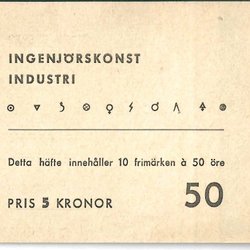 INGENJÖRSKONST
INDUSTRI
Detta häfte innehåller 10 frimärken à 50 öre
PRIS 5 KRONOR 50